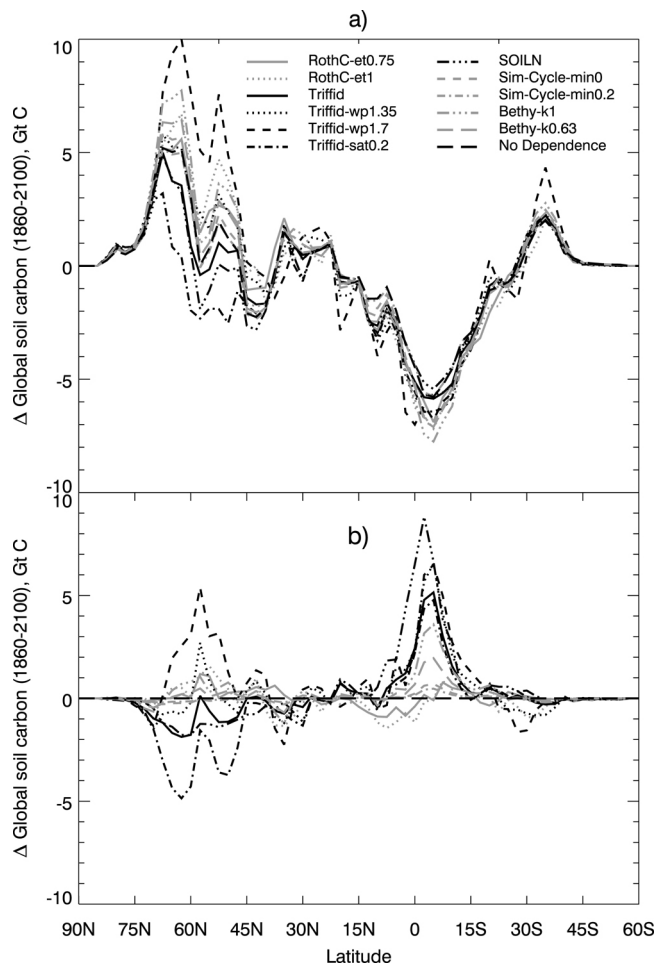 a)
10
5
0
-5
-10
Δ Global soil carbon (1860-2100), Gt C
RothC-et0.75
RothC-et1
Triffid
Triffid-wp1.35
Triffid-wp1.7
Triffid-sat0.2
SOILN
Sim-Cycle-min0
Sim-Cycle-min0.2
Bethy-k1
Bethy-k0.63
No Dependence
b)
10
5
0
-5
-10
Δ Global soil carbon (1860-2100), Gt C
90N 75N 60N 45N 30N 15N 0 15S 30S 45S 60S
Latitude